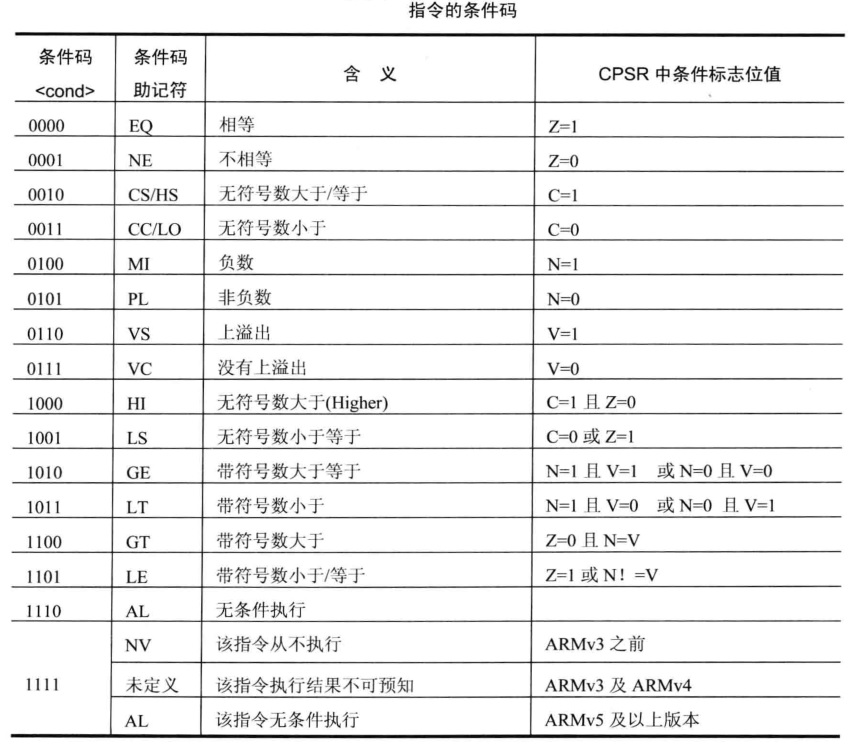 指令的条件码
条件码 条件码 含 义 CPSR 中条件标志位值
<cond> 助记符
0000 EQ 相等 Z=1
0001 NE 不相等 Z=0
0010 CS/HS 无符号数大于/等于 C=1
0011 CC/LO 无符号数小于 C=0
0100 MI 负数 N=1
0101 PL 非负数 N=0
0110 VS 上溢出 V=1
0111 VC 没有上溢出 V=0
1000 HI 无符号数大于(Higher) C=1 且 Z=0
1001 LS 无符号数小于等于 C=0 或 Z=1
1010 GE 带符号数大于等于 N=1 且 V=1 或 N=0 且 V=0
1011 LT 带符号数小于 N=1 且 V=0 或 N=0 且 V=1
1100 GT 带符号数大于 Z=0 且 N=V
1101 LE 带符号数小于/等于 Z=1 或 N！=V
1110 AL 无条件执行
1111 NV 该指令从不执行 ARMv3 之前
未定义 该指令执行结果不可预知 ARMv3 及 ARMv4
AL 该指令无条件执行 ARMv5 及以上版本